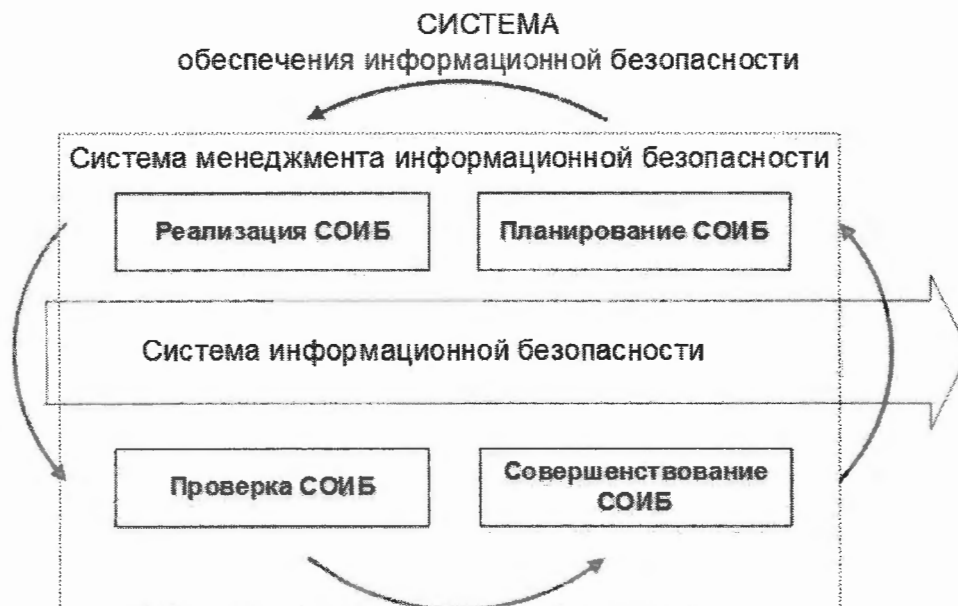 СИСТЕМА
обеспечения информационной безопасности
Система менеджмента информационной безопасности
Реализация СОИБ
Планирование СОИБ
Система информационной безопасности
Проверка СОИБ
Совершенствование
СОИБ